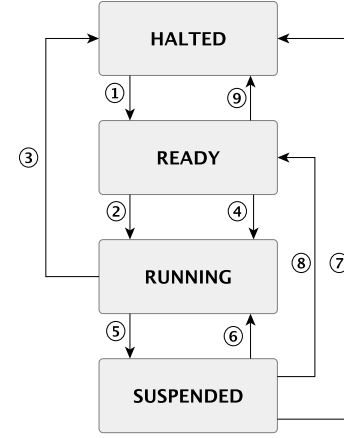 HALTED
① ⑨
READY
③
② ④
⑧ ⑦
RUNNING
⑤ ⑥
SUSPENDED